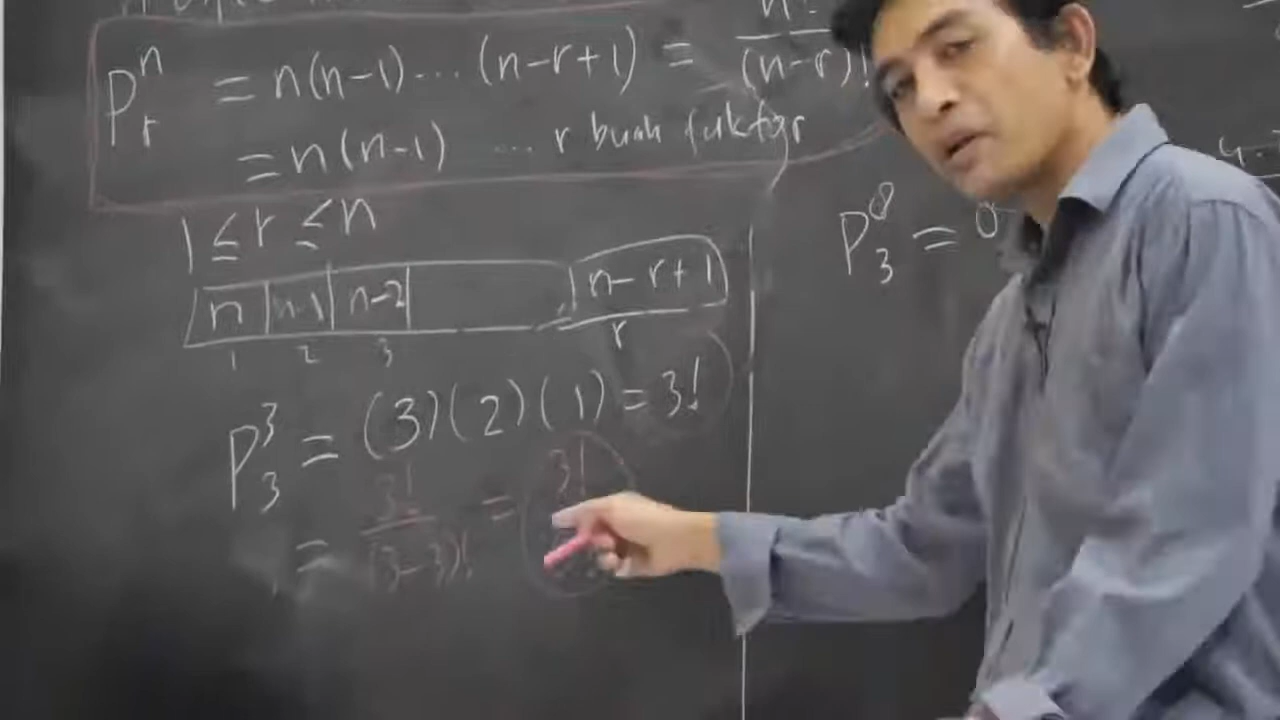 P^n_r = n(n-1) ... (n-r+1) = n!/(n-r)!
= n(n-1) ... r buah faktor
1 ≤ r ≤ n
n n-1 n-2 n-r+1
1 2 3 r
P^3_3 = (3)(2)(1) = 3!
= 3!/(3-3)! = 3!
P^8_3 =